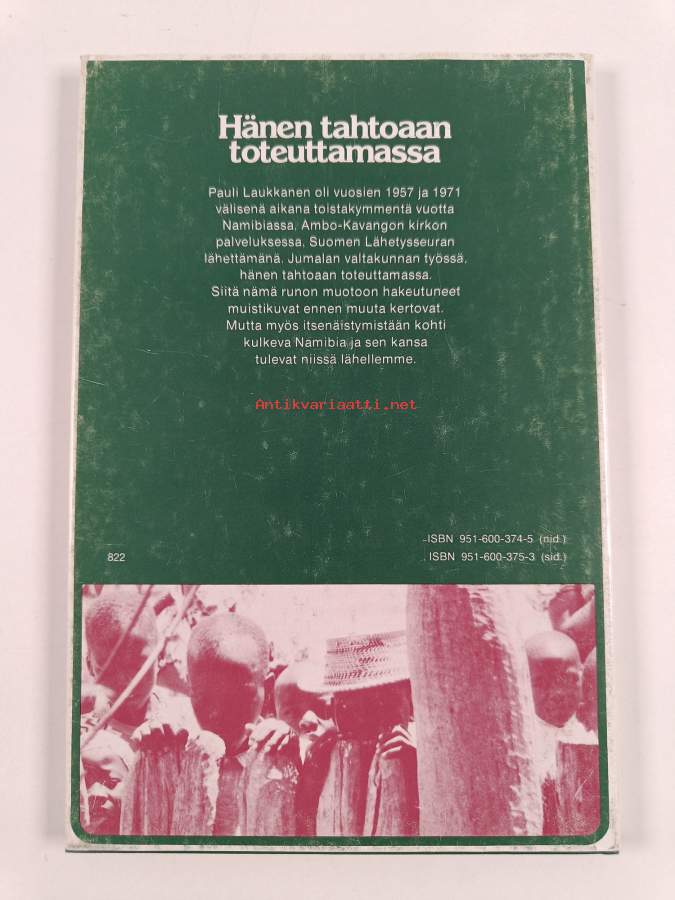 Hänen tahtoaan
toteuttamassa
Pauli Laukkanen oli vuosien 1957 ja 1971
välisenä aikana toistakymmentä vuotta
Namibiassa, Ambo-Kavangon kirkon
palveluksessa, Suomen Lähetysseuran
lähettämänä. Jumalan valtakunnan työssä,
hänen tahtoaan toteuttamassa.
Siitä nämä runon muotoon hakeutuneet
muistikuvat ennen muuta kertovat.
Mutta myös itsenäistymistään kohti
kulkeva Namibia ja sen kansa
tulevat niissä lähellemme.
Antikvariaatti.net
ISBN 951-600-374-5 (nid.)
822
ISBN 951-600-375-3 (sid.)